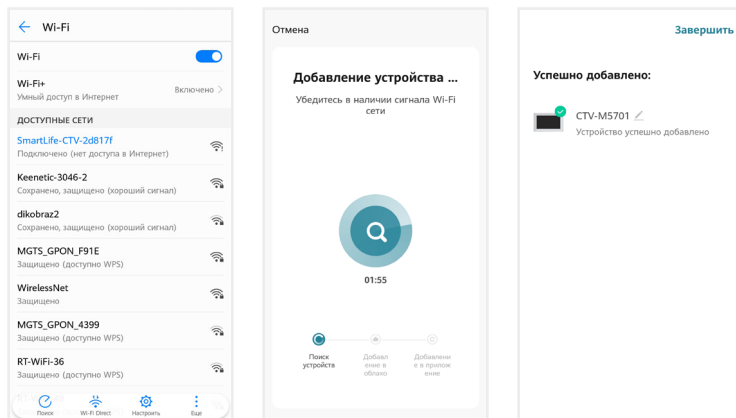 Wi-Fi
Wi-Fi
Wi-Fi+
Умный доступ в Интернет
Включено
ДОСТУПНЫЕ СЕТИ
SmartLife-CTV-2d817f
Подключено (нет доступа в Интернет)
Keenetic-3046-2
Сохранено, защищено (хороший сигнал)
dikobraz2
Сохранено, защищено (хороший сигнал)
MGTS_GPON_F91E
Защищено (доступно WPS)
WirelessNet
Защищено
MGTS_GPON_4399
Защищено (доступно WPS)
RT-WiFi-36
Защищено (доступно WPS)
Поиск
Wi-Fi Direct
Настроить
Еще
Отмена
Добавление устройства ...
Убедитесь в наличии сигнала Wi-Fi
сети
01:55
Поиск
устройств
Добавл
ение в
облако
Добавлени
е в прилож
ение
Завершить
Успешно добавлено:
CTV-M5701
Устройство успешно добавлено